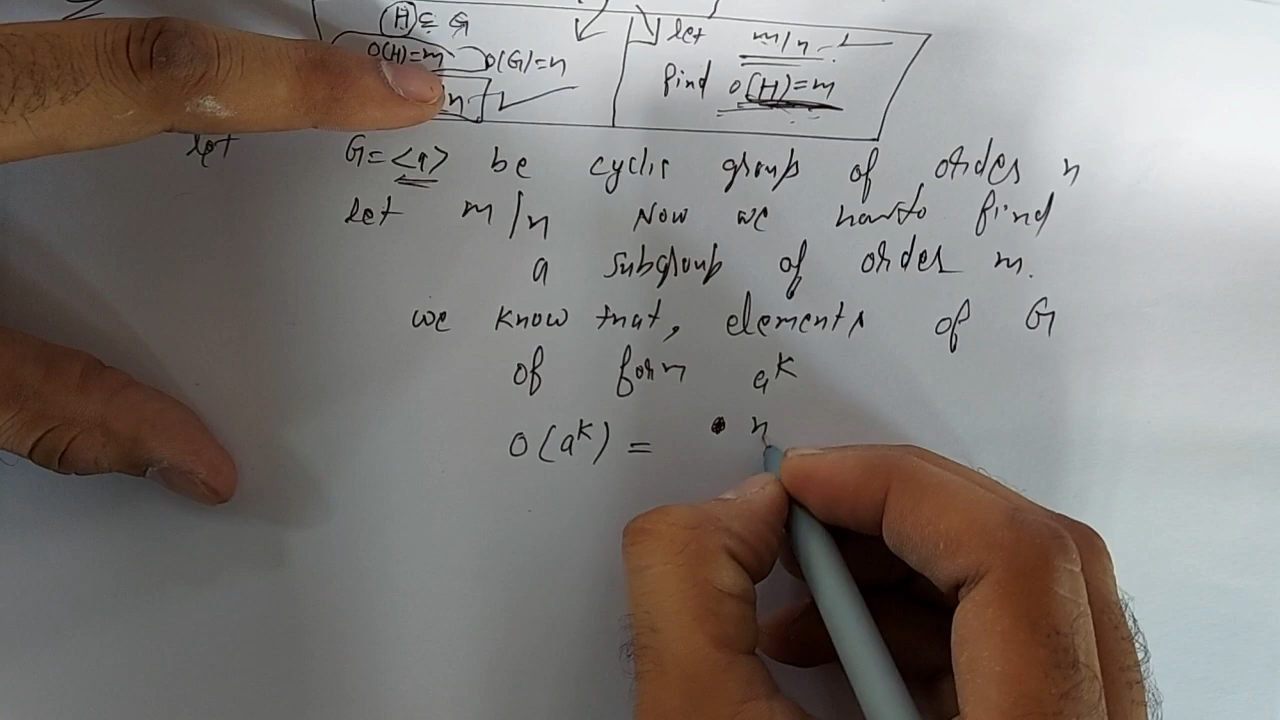 H ⊆ G
O(H)=m O(G)=n
n
let m/n
find O(H)=m
let G=<a> be cyclic group of order n
let m/n Now we have to find
a subgroup of order m.
we know that, elements of G
of form a^k
O(a^k) = n